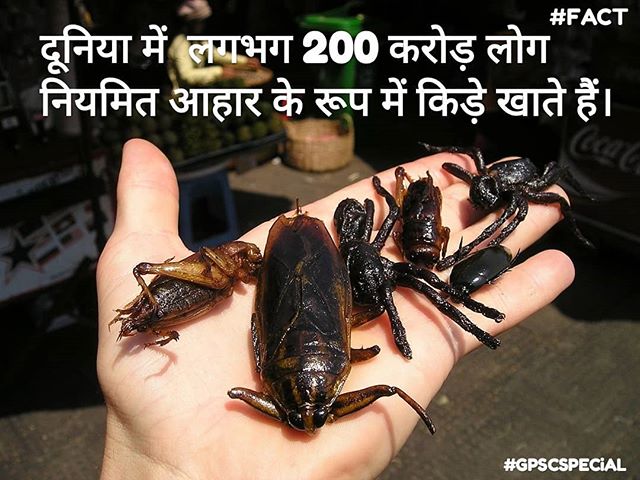 #FACT
दूनिया में लगभग 200 करोड़ लोग
नियमित आहार के रूप में किड़े खाते हैं।
Coca-Cola
#GPSCSPECiAL